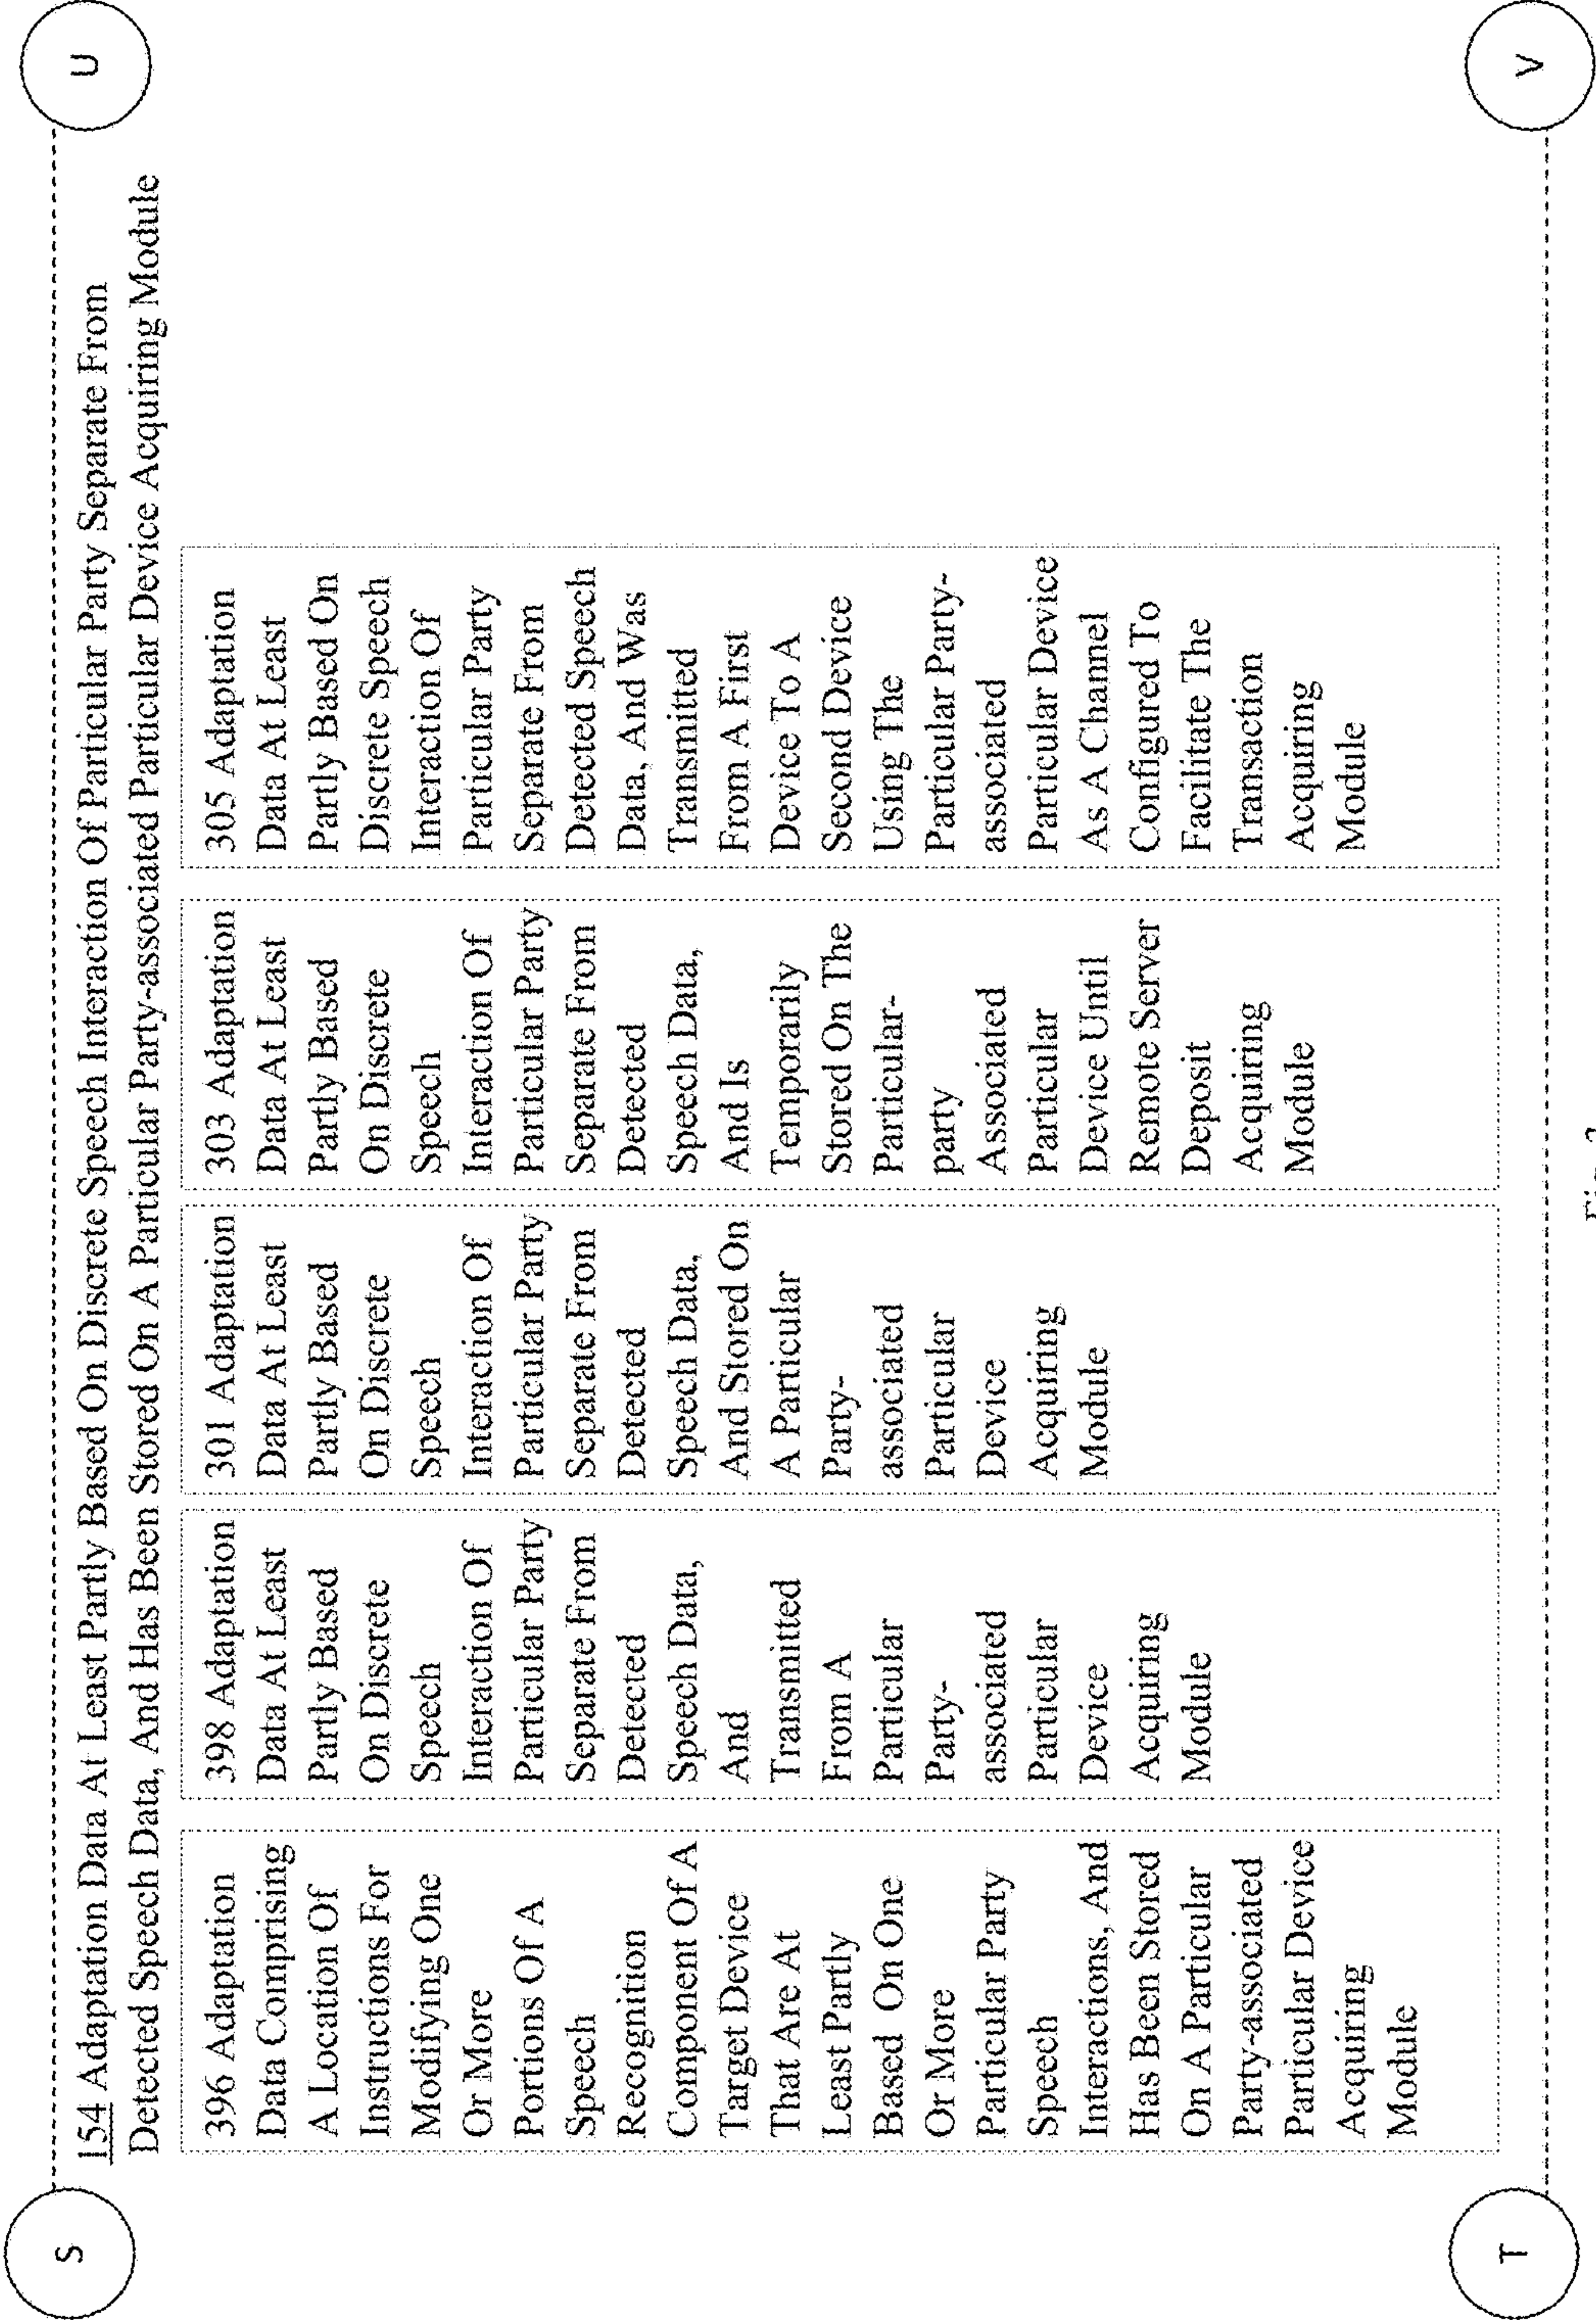 S
U
154 Adaptation Data At Least Partly Based On Discrete Speech Interaction Of Particular Party Separate From
Detected Speech Data, And Has Been Stored On A Particular Party-associated Particular Device Acquiring Module
396 Adaptation
Data Comprising
A Location Of
Instructions For
Modifying One
Or More
Portions Of A
Speech
Recognition
Component Of A
Target Device
That Are At
Least Partly
Based On One
Or More
Particular Party
Speech
Interactions, And
Has Been Stored
On A Particular
Party-associated
Particular Device
Acquiring
Module
398 Adaptation
Data At Least
Partly Based
On Discrete
Speech
Interaction Of
Particular Party
Separate From
Detected
Speech Data,
And
Transmitted
From A
Particular
Party-
associated
Particular
Device
Acquiring
Module
301 Adaptation
Data At Least
Partly Based
On Discrete
Speech
Interaction Of
Particular Party
Separate From
Detected
Speech Data,
And Stored On
A Particular
Party-
associated
Particular
Device
Acquiring
Module
303 Adaptation
Data At Least
Partly Based
On Discrete
Speech
Interaction Of
Particular Party
Separate From
Detected
Speech Data,
And Is
Temporarily
Stored On The
Particular-
party
Associated
Particular
Device Until
Remote Server
Deposit
Acquiring
Module
305 Adaptation
Data At Least
Partly Based On
Discrete Speech
Interaction Of
Particular Party
Separate From
Detected Speech
Data, And Was
Transmitted
From A First
Device To A
Second Device
Using The
Particular Party-
associated
Particular Device
As A Channel
Configured To
Facilitate The
Transaction
Acquiring
Module
T
V